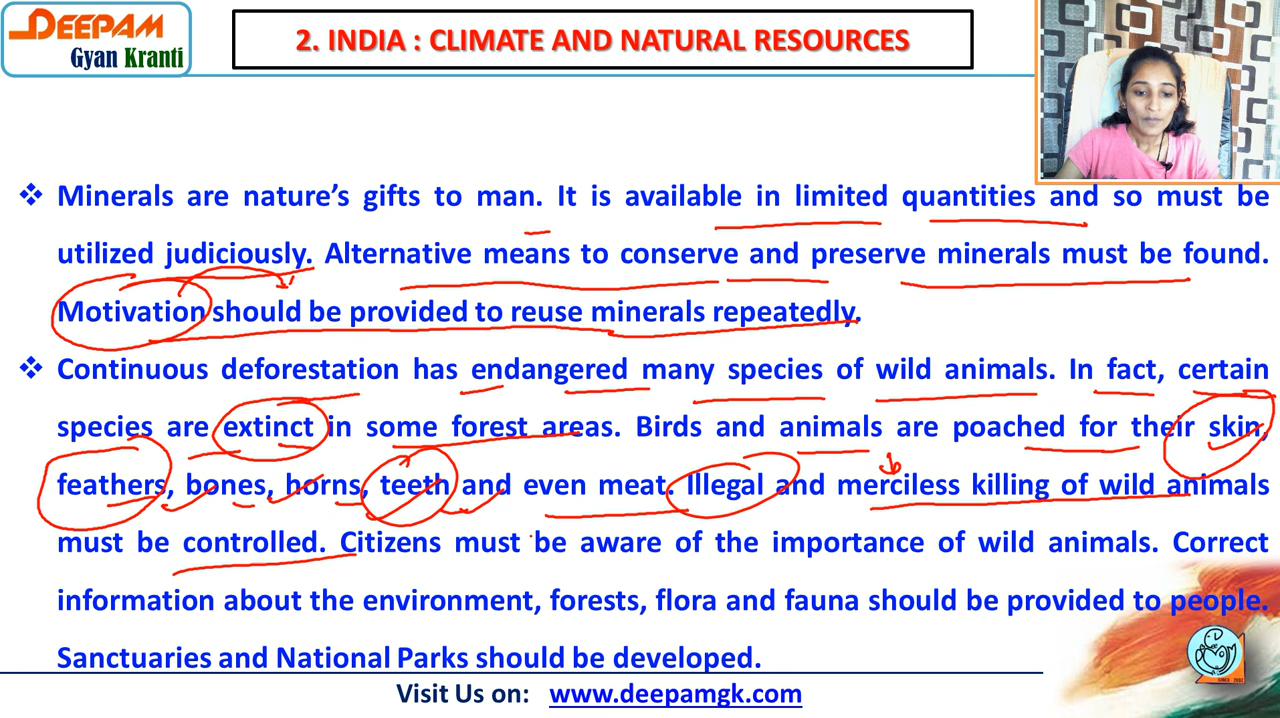 DEEPAM
Gyan Kranti
2. INDIA : CLIMATE AND NATURAL RESOURCES
❖ Minerals are nature’s gifts to man. It is available in limited quantities and so must be
utilized judiciously. Alternative means to conserve and preserve minerals must be found.
Motivation should be provided to reuse minerals repeatedly.
❖ Continuous deforestation has endangered many species of wild animals. In fact, certain
species are extinct in some forest areas. Birds and animals are poached for their skin,
feathers, bones, horns, teeth and even meat. Illegal and merciless killing of wild animals
must be controlled. Citizens must be aware of the importance of wild animals. Correct
information about the environment, forests, flora and fauna should be provided to people.
Sanctuaries and National Parks should be developed.
Visit Us on: www.deepamgk.com